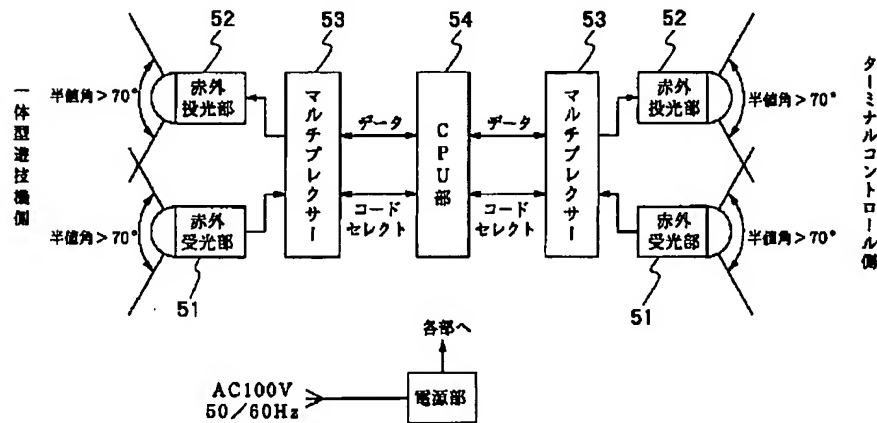 52
53
54
53
52
一体型遊技機側
半値角>70°
赤外
投光部
マルチプレクサー
データ
CPU部
データ
マルチプレクサー
赤外
投光部
半値角>70°
ターミナルコントロール側
半値角>70°
赤外
受光部
コード
セレクト
コード
セレクト
赤外
受光部
半値角>70°
51
51
各部へ
AC100V
50/60Hz
電源部